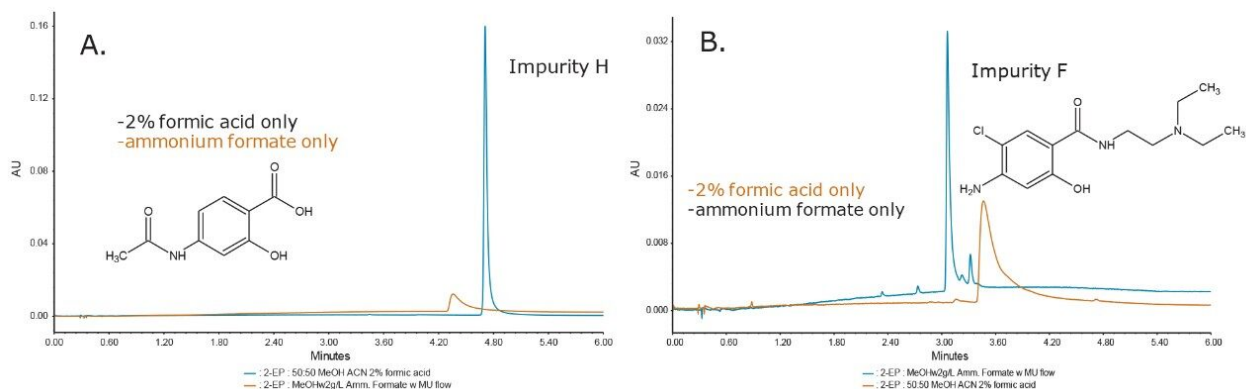 A.
Impurity H
-2% formic acid only
-ammonium formate only
AU
0.16
0.12
0.08
0.04
0.00
O
OH
O
H₃C
NH
OH
0.00 0.60 1.20 1.80 2.40 3.00 3.60 4.20 4.80 5.40 6.00
Minutes
: 2-EP : 50:50 MeOH ACN 2% formic acid
: 2-EP : MeOHw2g/L Amm. Formate w MU flow
B.
Impurity F
-2% formic acid only
-ammonium formate only
AU
0.032
0.024
0.016
0.008
0.000
CH₃
O
Cl
N
NH
CH₃
H₂N
OH
0.00 0.60 1.20 1.80 2.40 3.00 3.60 4.20 4.80 5.40 6.00
Minutes
: 2-EP : MeOHw2g/L Amm. Formate w MU flow
: 2-EP : 50:50 MeOH ACN 2% formic acid